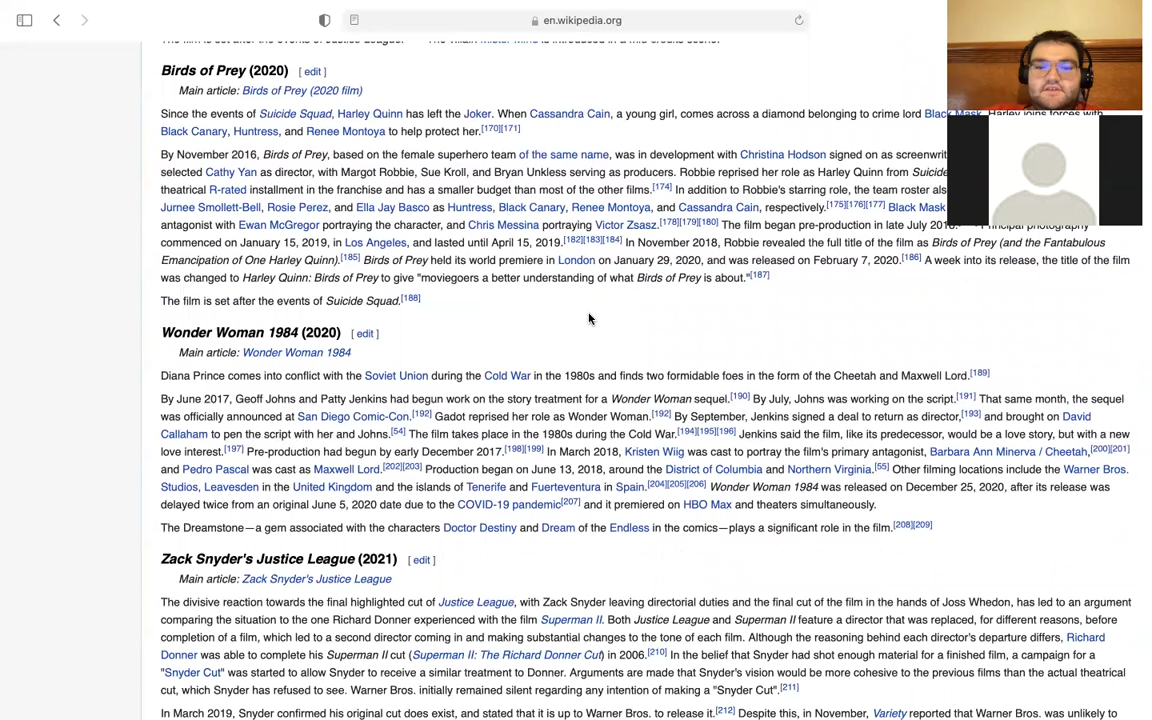 en.wikipedia.org
Birds of Prey (2020) [ edit ]
Main article: Birds of Prey (2020 film)
Since the events of Suicide Squad, Harley Quinn has left the Joker. When Cassandra Cain, a young girl, comes across a diamond belonging to crime lord Black Mask, Harley joins forces with
Black Canary, Huntress, and Renee Montoya to help protect her.[170][171]
By November 2016, Birds of Prey, based on the female superhero team of the same name, was in development with Christina Hodson signed on as screenwrit
selected Cathy Yan as director, with Margot Robbie, Sue Kroll, and Bryan Unkless serving as producers. Robbie reprised her role as Harley Quinn from Suicide
theatrical R-rated installment in the franchise and has a smaller budget than most of the other films.[174] In addition to Robbie's starring role, the team roster als
Jurnee Smollett-Bell, Rosie Perez, and Ella Jay Basco as Huntress, Black Canary, Renee Montoya, and Cassandra Cain, respectively.[175][176][177] Black Mask
antagonist with Ewan McGregor portraying the character, and Chris Messina portraying Victor Zsasz.[178][179][180] The film began pre-production in late July 2018. Principal photography
commenced on January 15, 2019, in Los Angeles, and lasted until April 15, 2019.[182][183][184] In November 2018, Robbie revealed the full title of the film as Birds of Prey (and the Fantabulous
Emancipation of One Harley Quinn).[185] Birds of Prey held its world premiere in London on January 29, 2020, and was released on February 7, 2020.[186] A week into its release, the title of the film
was changed to Harley Quinn: Birds of Prey to give "moviegoers a better understanding of what Birds of Prey is about."[187]
The film is set after the events of Suicide Squad.[188]
Wonder Woman 1984 (2020) [ edit ]
Main article: Wonder Woman 1984
Diana Prince comes into conflict with the Soviet Union during the Cold War in the 1980s and finds two formidable foes in the form of the Cheetah and Maxwell Lord.[189]
By June 2017, Geoff Johns and Patty Jenkins had begun work on the story treatment for a Wonder Woman sequel.[190] By July, Johns was working on the script.[191] That same month, the sequel
was officially announced at San Diego Comic-Con.[192] Gadot reprised her role as Wonder Woman.[192] By September, Jenkins signed a deal to return as director,[193] and brought on David
Callaham to pen the script with her and Johns.[54] The film takes place in the 1980s during the Cold War.[194][195][196] Jenkins said the film, like its predecessor, would be a love story, but with a new
love interest.[197] Pre-production had begun by early December 2017.[198][199] In March 2018, Kristen Wiig was cast to portray the film's primary antagonist, Barbara Ann Minerva / Cheetah,[200][201]
and Pedro Pascal was cast as Maxwell Lord.[202][203] Production began on June 13, 2018, around the District of Columbia and Northern Virginia.[55] Other filming locations include the Warner Bros.
Studios, Leavesden in the United Kingdom and the islands of Tenerife and Fuerteventura in Spain.[204][205][206] Wonder Woman 1984 was released on December 25, 2020, after its release was
delayed twice from an original June 5, 2020 date due to the COVID-19 pandemic[207] and it premiered on HBO Max and theaters simultaneously.
The Dreamstone—a gem associated with the characters Doctor Destiny and Dream of the Endless in the comics—plays a significant role in the film.[208][209]
Zack Snyder's Justice League (2021) [ edit ]
Main article: Zack Snyder's Justice League
The divisive reaction towards the final highlighted cut of Justice League, with Zack Snyder leaving directorial duties and the final cut of the film in the hands of Joss Whedon, has led to an argument
comparing the situation to the one Richard Donner experienced with the film Superman II. Both Justice League and Superman II feature a director that was replaced, for different reasons, before
completion of a film, which led to a second director coming in and making substantial changes to the tone of each film. Although the reasoning behind each director's departure differs, Richard
Donner was able to complete his Superman II cut (Superman II: The Richard Donner Cut) in 2006.[210] In the belief that Snyder had shot enough material for a finished film, a campaign for a
"Snyder Cut" was started to allow Snyder to receive a similar treatment to Donner. Arguments are made that Snyder's vision would be more cohesive to the previous films than the actual theatrical
cut, which Snyder has refused to see. Warner Bros. initially remained silent regarding any intention of making a "Snyder Cut".[211]
In March 2019, Snyder confirmed his original cut does exist, and stated that it is up to Warner Bros. to release it.[212] Despite this, in November, Variety reported that Warner Bros. was unlikely to